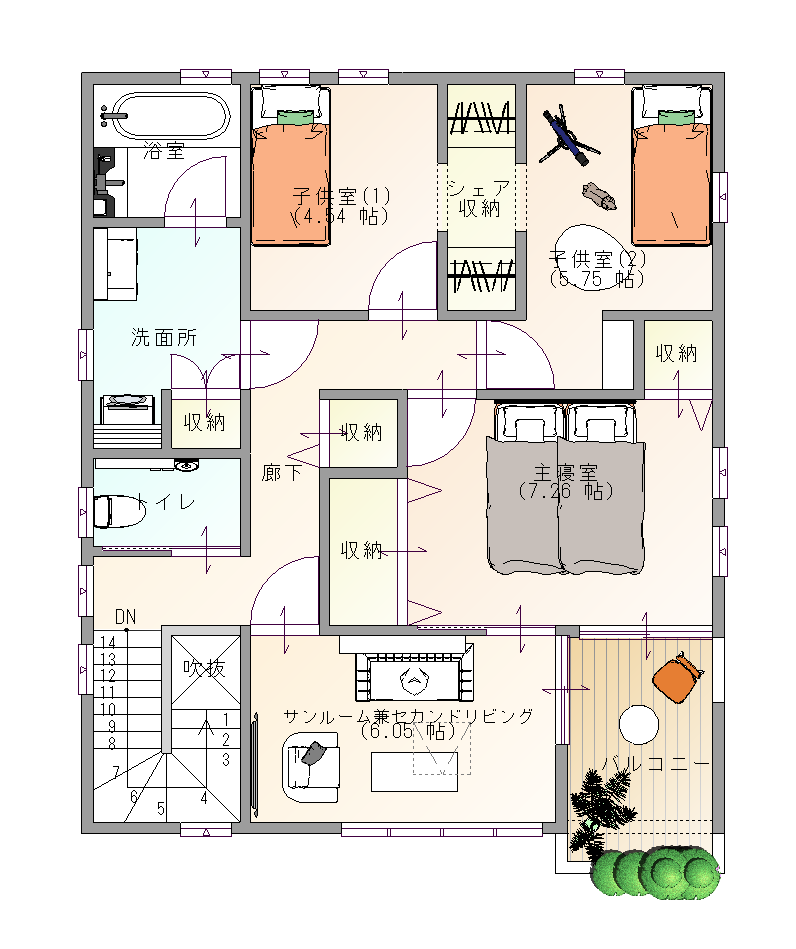 浴室
子供室(1)
(4.54 帖)
シェア
収納
子供室(2)
(5.75 帖)
洗面所
収納
収納
収納
廊下
主寝室
(7.26 帖)
トイレ
収納
DN
14
13
12
11
10
9
8
7
6
5
4
3
2
1
吹抜
サンルーム兼セカンドリビング
(6.05 帖)
バルコニー